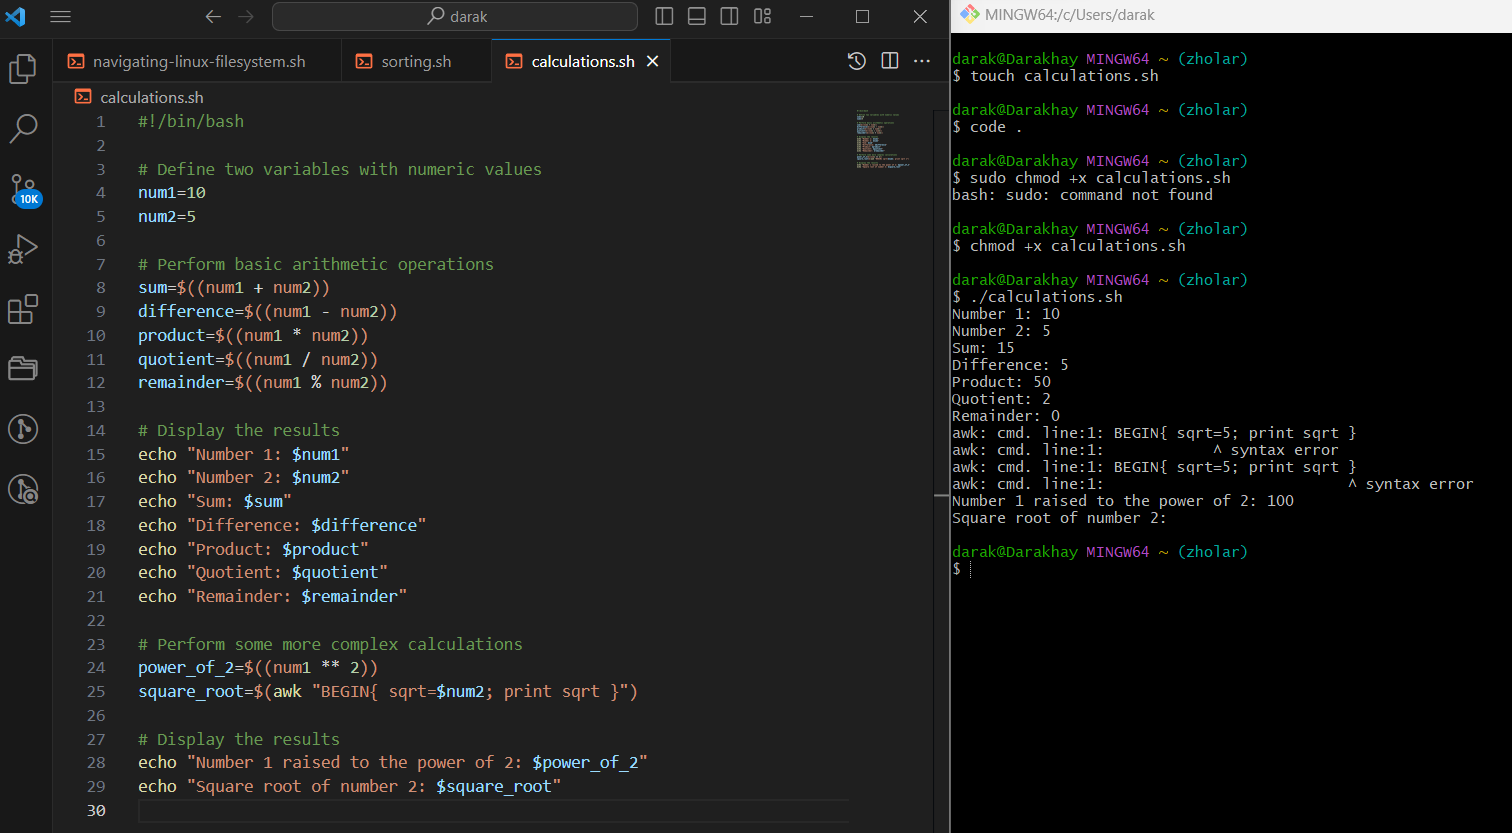 darak
navigating-linux-filesystem.sh
sorting.sh
calculations.sh
calculations.sh
10K
1 #!/bin/bash
2
3 # Define two variables with numeric values
4 num1=10
5 num2=5
6
7 # Perform basic arithmetic operations
8 sum=$((num1 + num2))
9 difference=$((num1 - num2))
10 product=$((num1 * num2))
11 quotient=$((num1 / num2))
12 remainder=$((num1 % num2))
13
14 # Display the results
15 echo "Number 1: $num1"
16 echo "Number 2: $num2"
17 echo "Sum: $sum"
18 echo "Difference: $difference"
19 echo "Product: $product"
20 echo "Quotient: $quotient"
21 echo "Remainder: $remainder"
22
23 # Perform some more complex calculations
24 power_of_2=$((num1 ** 2))
25 square_root=$(awk "BEGIN{ sqrt=$num2; print sqrt }")
26
27 # Display the results
28 echo "Number 1 raised to the power of 2: $power_of_2"
29 echo "Square root of number 2: $square_root"
30
MINGW64:/c/Users/darak
darak@Darakhay MINGW64 ~ (zholar)
$ touch calculations.sh
darak@Darakhay MINGW64 ~ (zholar)
$ code .
darak@Darakhay MINGW64 ~ (zholar)
$ sudo chmod +x calculations.sh
bash: sudo: command not found
darak@Darakhay MINGW64 ~ (zholar)
$ chmod +x calculations.sh
darak@Darakhay MINGW64 ~ (zholar)
$ ./calculations.sh
Number 1: 10
Number 2: 5
Sum: 15
Difference: 5
Product: 50
Quotient: 2
Remainder: 0
awk: cmd. line:1: BEGIN{ sqrt=5; print sqrt }
awk: cmd. line:1:             ^ syntax error
awk: cmd. line:1: BEGIN{ sqrt=5; print sqrt }
awk: cmd. line:1:                             ^ syntax error
Number 1 raised to the power of 2: 100
Square root of number 2:
darak@Darakhay MINGW64 ~ (zholar)
$